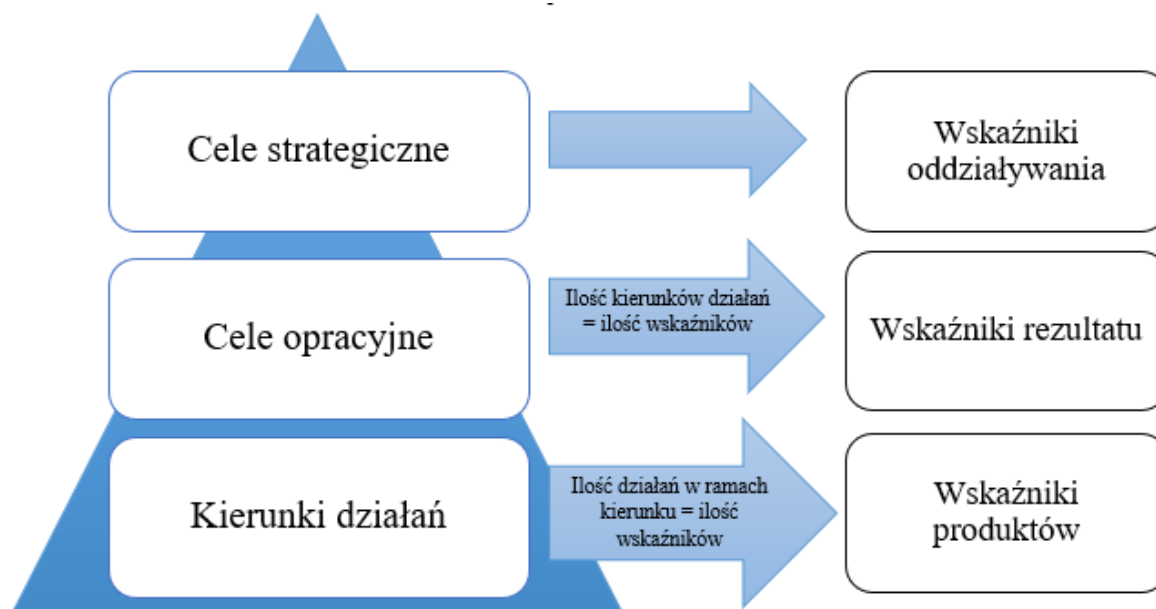 Cele strategiczne
Wskaźniki
oddziaływania
Cele opracyjne
Ilość kierunków działań
= ilość wskaźników
Wskaźniki rezultatu
Kierunki działań
Ilość działań w ramach
kierunku = ilość
wskaźników
Wskaźniki
produktów